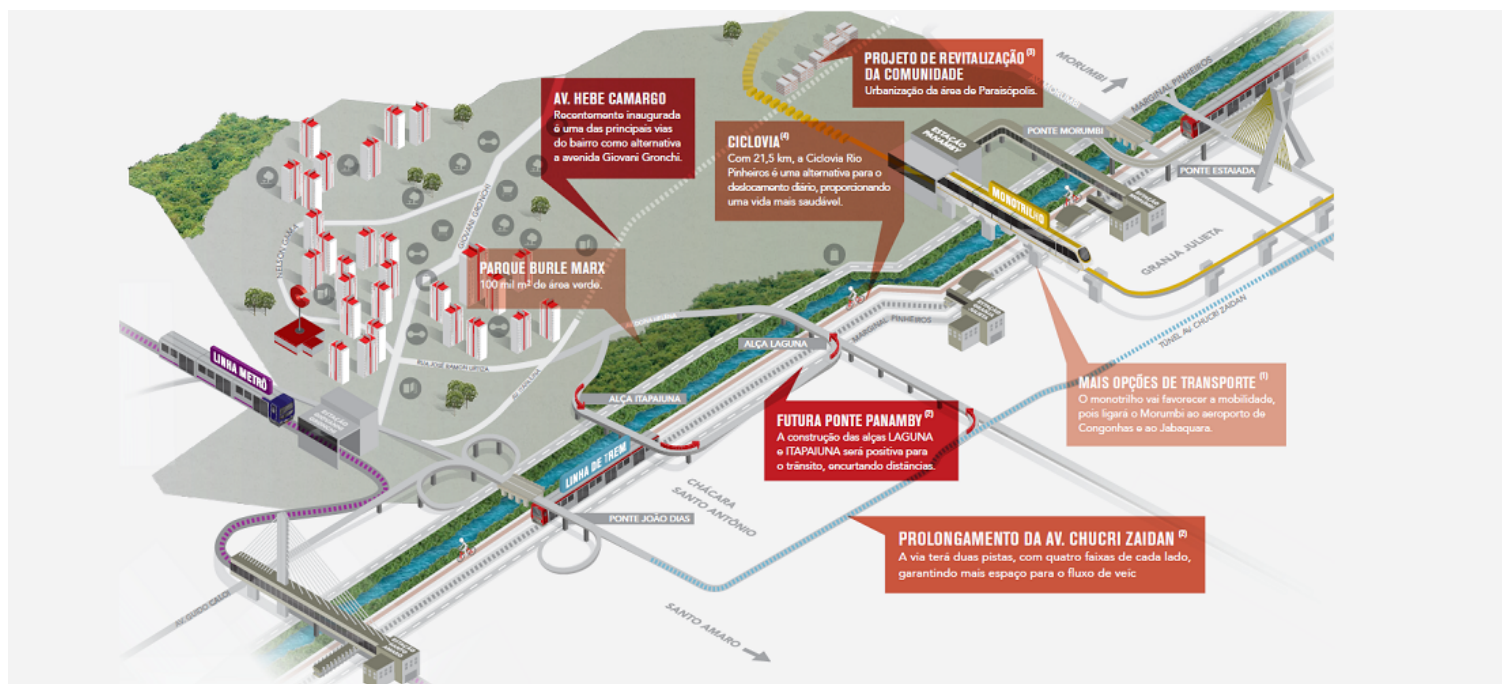 PROJETO DE REVITALIZAÇÃO (3)
DA COMUNIDADE
Urbanização da área de Paraisópolis.
MORUMBI
MARGINAL PINHEIROS
AV. HEBE CAMARGO
Recentemente inaugurada
é uma das principais vias
do bairro como alternativa
a avenida Giovani Gronchi.
CICLOVIA (4)
Com 21,5 km, a Ciclovia Rio
Pinheiros é uma alternativa para o
deslocamento diário, proporcionando
uma vida mais saudável.
ESTAÇÃO
PANAMBY
PONTE MORUMBI
PONTE ESTAIADA
MONOTRILHO
GRANJA JULIETA
GIOVANI GRONCHI
NELSON GAMA
PARQUE BURLE MARX
100 mil m² de área verde.
MARGINAL PINHEIROS
TÚNEL AV. CHUCRI ZAIDAN
ALÇA LAGUNA
LINHA METRÔ
ALÇA ITAPAIUNA
MAIS OPÇÕES DE TRANSPORTE (1)
O monotrilho vai favorecer a mobilidade,
pois ligará o Morumbi ao aeroporto de
Congonhas e ao Jabaquara.
FUTURA PONTE PANAMBY (2)
A construção das alças LAGUNA
e ITAPAIUNA será positiva para
o trânsito, encurtando distâncias.
LINHA DE TREM
CHÁCARA
SANTO ANTÔNIO
PONTE JOÃO DIAS
PROLONGAMENTO DA AV. CHUCRI ZAIDAN (2)
A via terá duas pistas, com quatro faixas de cada lado,
garantindo mais espaço para o fluxo de veic
AV. GUIDO CALOI
SANTO AMARO
ESTAÇÃO
SANTO
AMARO